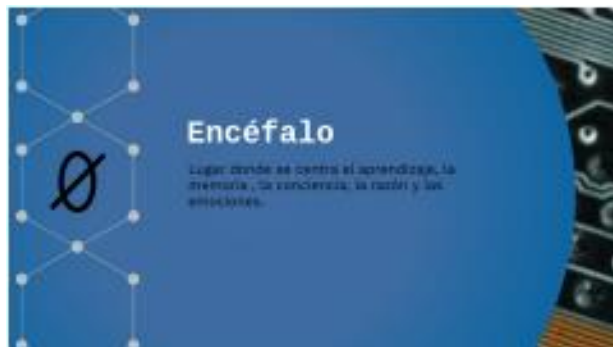 Encéfalo
Lugar donde se centra el aprendizaje, la
memoria , la conciencia, la razón y las
emociones.
Ø